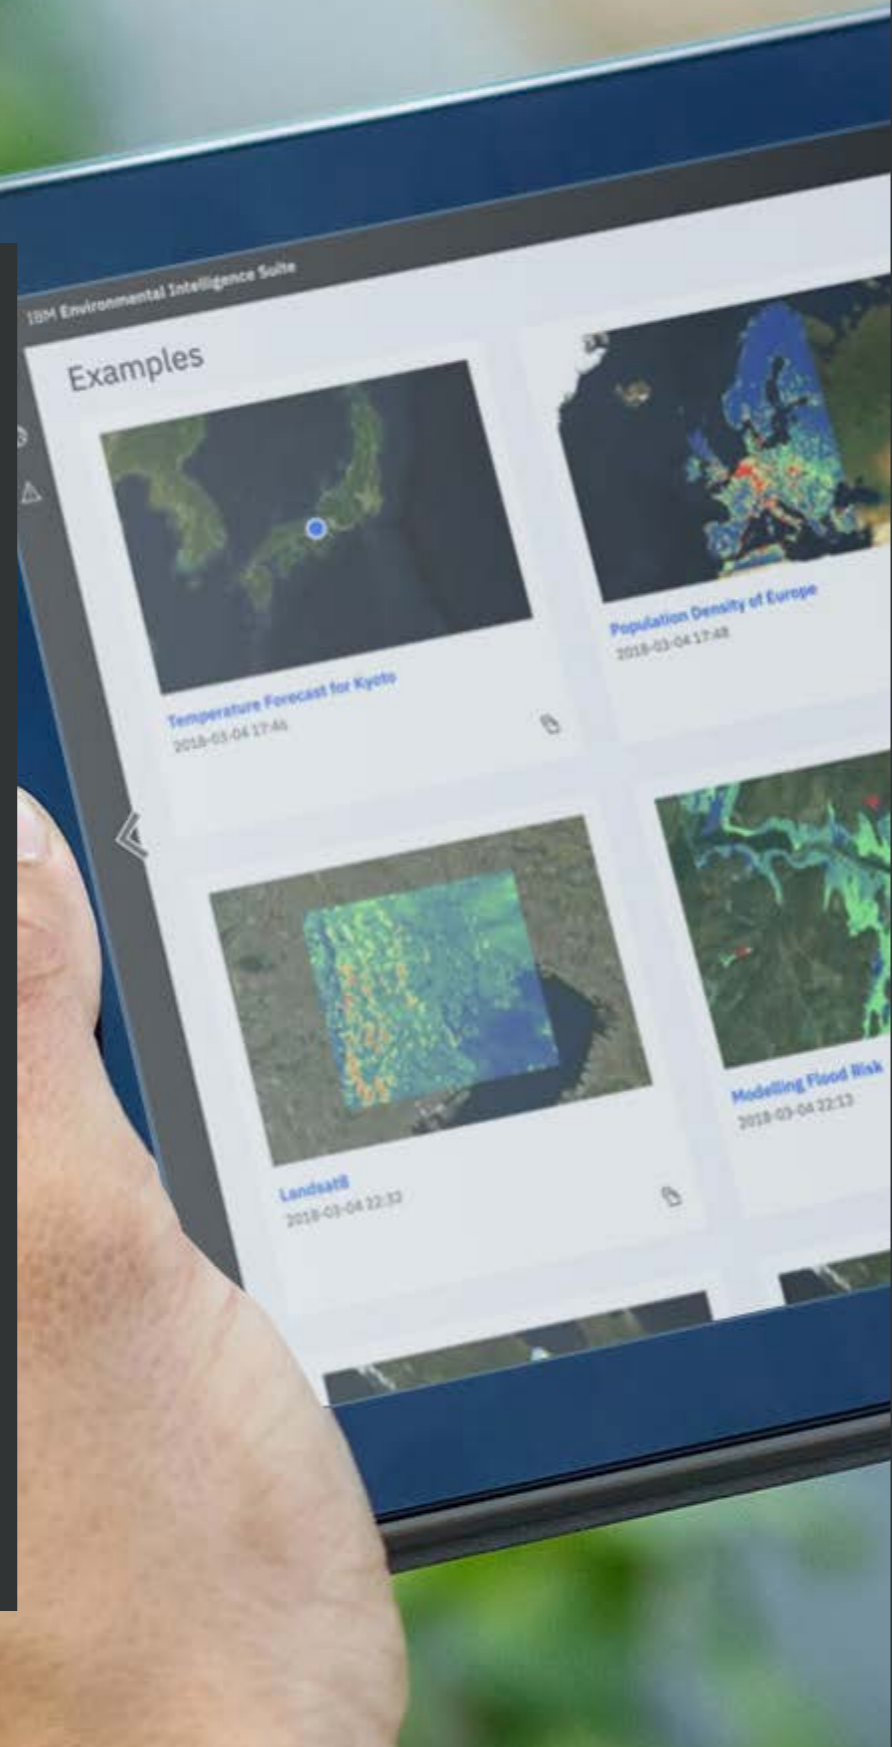 IBM Environmental Intelligence Suite
Examples
Temperature Forecast for Kyoto
2018-03-04 17:46
Population Density of Europe
2018-03-04 17:48
Landsat8
2018-03-04 22:32
Modelling Flood Risk
2018-03-04 22:13